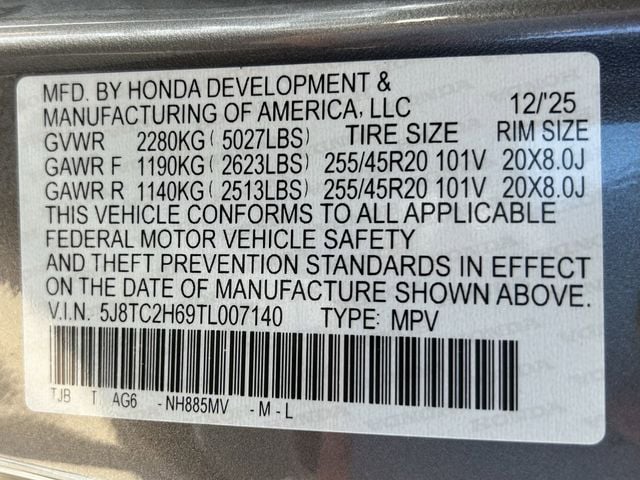 MFD. BY HONDA DEVELOPMENT &
MANUFACTURING OF AMERICA, LLC 12/'25
GVWR 2280KG ( 5027LBS) TIRE SIZE RIM SIZE
GAWR F 1190KG ( 2623LBS) 255/45R20 101V 20X8.0J
GAWR R 1140KG ( 2513LBS) 255/45R20 101V 20X8.0J
THIS VEHICLE CONFORMS TO ALL APPLICABLE
FEDERAL MOTOR VEHICLE SAFETY
AND THEFT PREVENTION STANDARDS IN EFFECT
ON THE DATE OF MANUFACTURE SHOWN ABOVE.
V.I.N. 5J8TC2H69TL007140 TYPE: MPV
TJB T AG6 -NH885MV -M-L